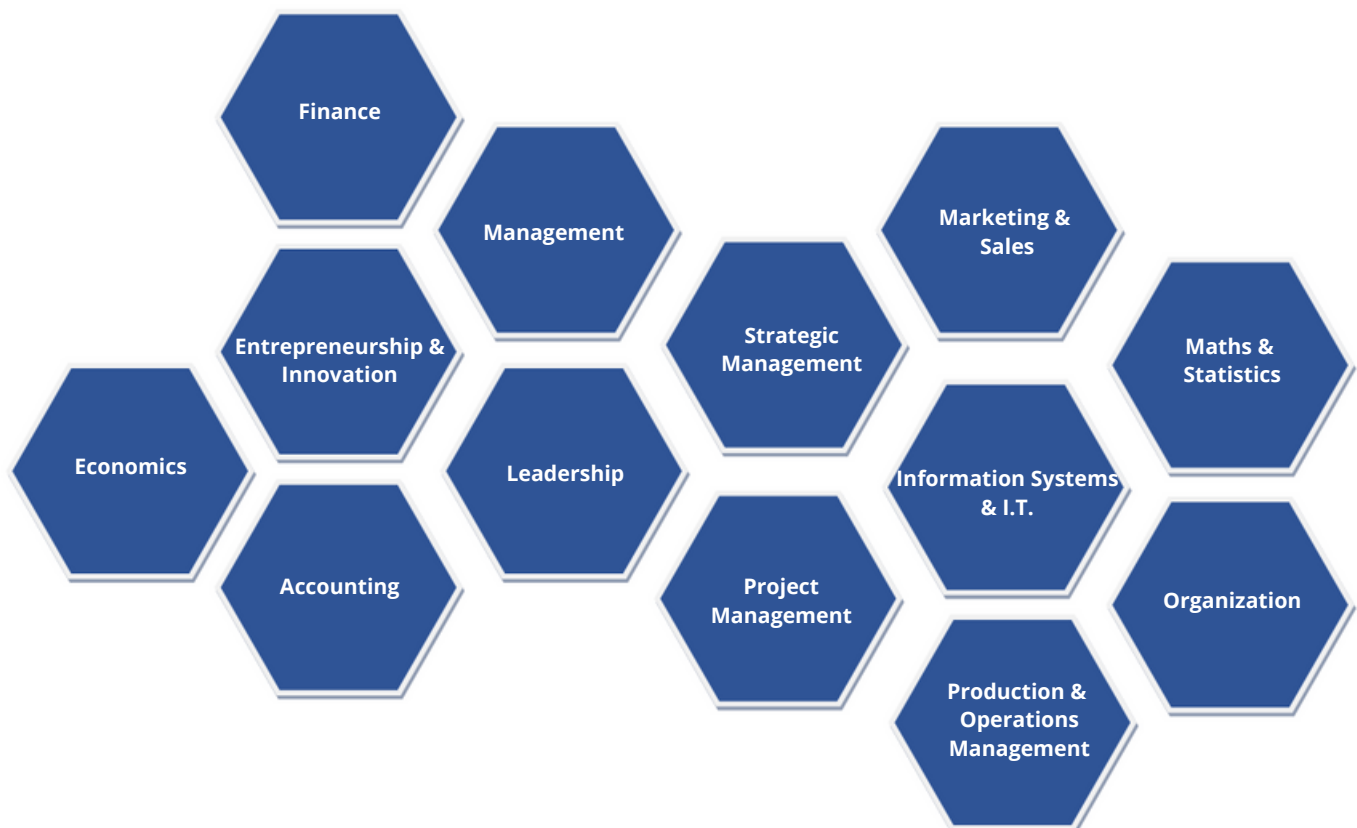 Finance
Management
Marketing &
Sales
Entrepreneurship &
Innovation
Strategic
Management
Maths &
Statistics
Economics
Leadership
Information Systems
& I.T.
Accounting
Project
Management
Organization
Production &
Operations
Management